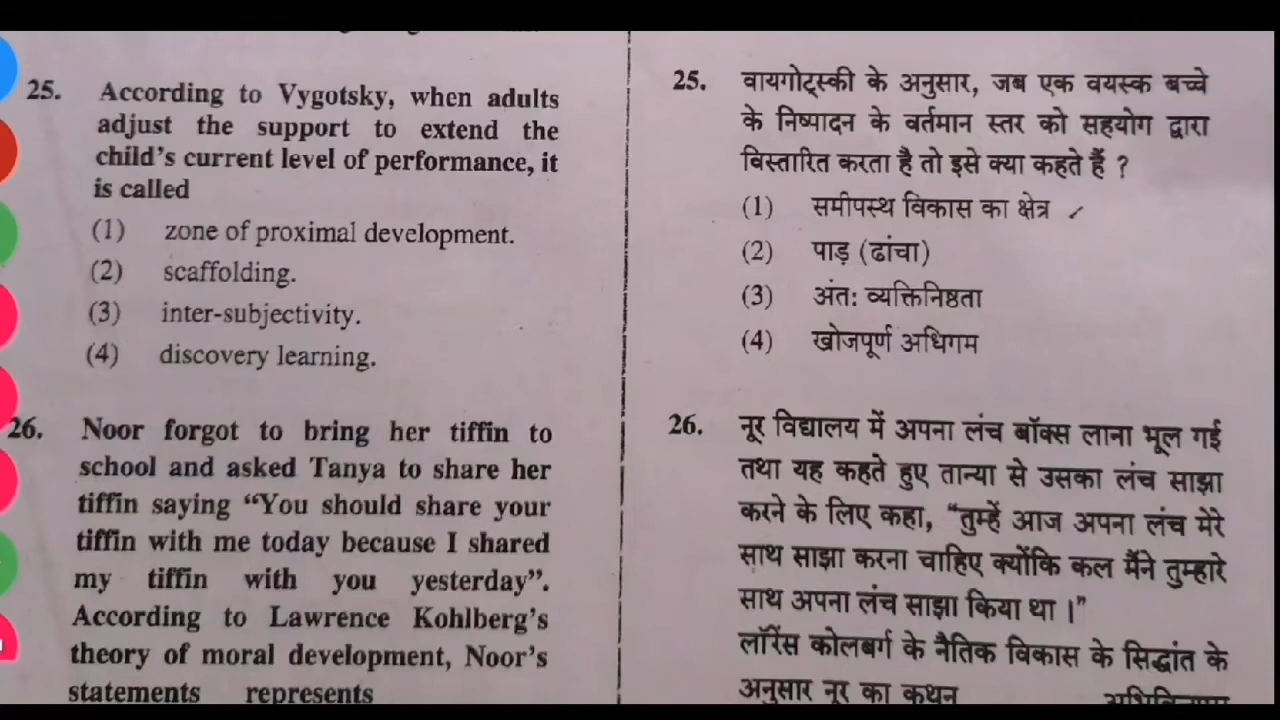 25. According to Vygotsky, when adults
adjust the support to extend the
child's current level of performance, it
is called
(1) zone of proximal development.
(2) scaffolding.
(3) inter-subjectivity.
(4) discovery learning.
26. Noor forgot to bring her tiffin to
school and asked Tanya to share her
tiffin saying “You should share your
tiffin with me today because I shared
my tiffin with you yesterday”.
According to Lawrence Kohlberg's
theory of moral development, Noor's
statements represents
25. वायगोट्स्की के अनुसार, जब एक वयस्क बच्चे
के निष्पादन के वर्तमान स्तर को सहयोग द्वारा
विस्तारित करता है तो इसे क्या कहते हैं ?
(1) समीपस्थ विकास का क्षेत्र
(2) पाड़ (ढांचा)
(3) अंत: व्यक्तिनिष्ठता
(4) खोजपूर्ण अधिगम
26. नूर विद्यालय में अपना लंच बॉक्स लाना भूल गई
तथा यह कहते हुए तान्या से उसका लंच साझा
करने के लिए कहा, “तुम्हें आज अपना लंच मेरे
साथ साझा करना चाहिए क्योंकि कल मैंने तुम्हारे
साथ अपना लंच साझा किया था ।”
लॉरेंस कोलबर्ग के नैतिक विकास के सिद्धांत के
अनुसार नूर का कथन